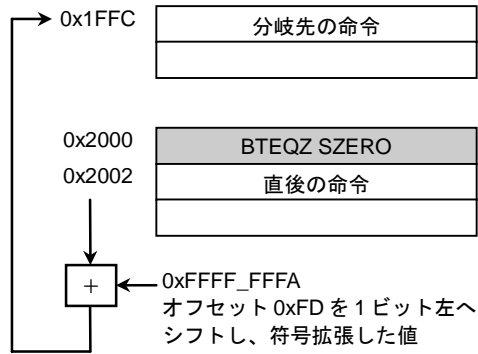 0x1FFC
分岐先の命令
0x2000
BTEQZ SZERO
0x2002
直後の命令
+
0xFFFF_FFFA
オフセット 0xFD を 1 ビット左へ
シフトし、符号拡張した値